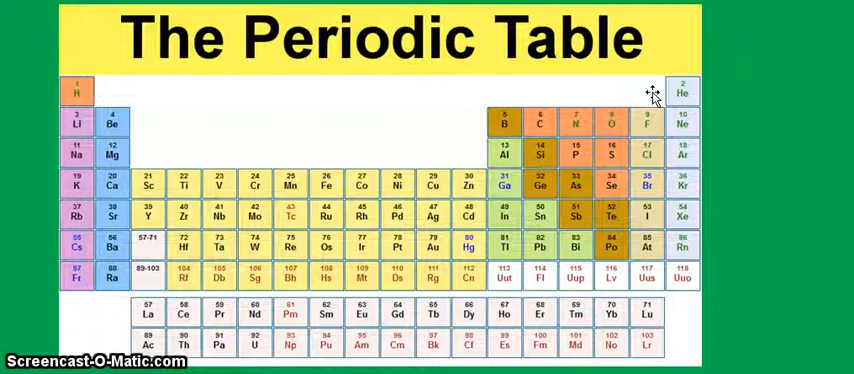 The Periodic Table
1 2
H He
3 4 5 6 7 8 9 10
Li Be B C N O F Ne
11 12 13 14 15 16 17 18
Na Mg Al Si P S Cl Ar
19 20 21 22 23 24 25 26 27 28 29 30 31 32 33 34 35 36
K Ca Sc Ti V Cr Mn Fe Co Ni Cu Zn Ga Ge As Se Br Kr
37 38 39 40 41 42 43 44 45 46 47 48 49 50 51 52 53 54
Rb Sr Y Zr Nb Mo Tc Ru Rh Pd Ag Cd In Sn Sb Te I Xe
55 56 57-71 72 73 74 75 76 77 78 79 80 81 82 83 84 85 86
Cs Ba Hf Ta W Re Os Ir Pt Au Hg Tl Pb Bi Po At Rn
87 88 89-103 104 105 106 107 108 109 110 111 112 113 114 115 116 117 118
Fr Ra Rf Db Sg Bh Hs Mt Ds Rg Cn Uut Fl Uup Lv Uus Uuo
57 58 59 60 61 62 63 64 65 66 67 68 69 70 71
La Ce Pr Nd Pm Sm Eu Gd Tb Dy Ho Er Tm Yb Lu
89 90 91 92 93 94 95 96 97 98 99 100 101 102 103
Ac Th Pa U Np Pu Am Cm Bk Cf Es Fm Md No Lr
Screencast-O-Matic.com